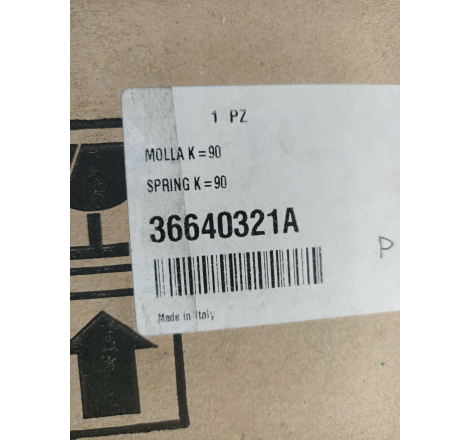 1 PZ
MOLLA K = 90
SPRING K = 90
36640321A
P
Made in Italy